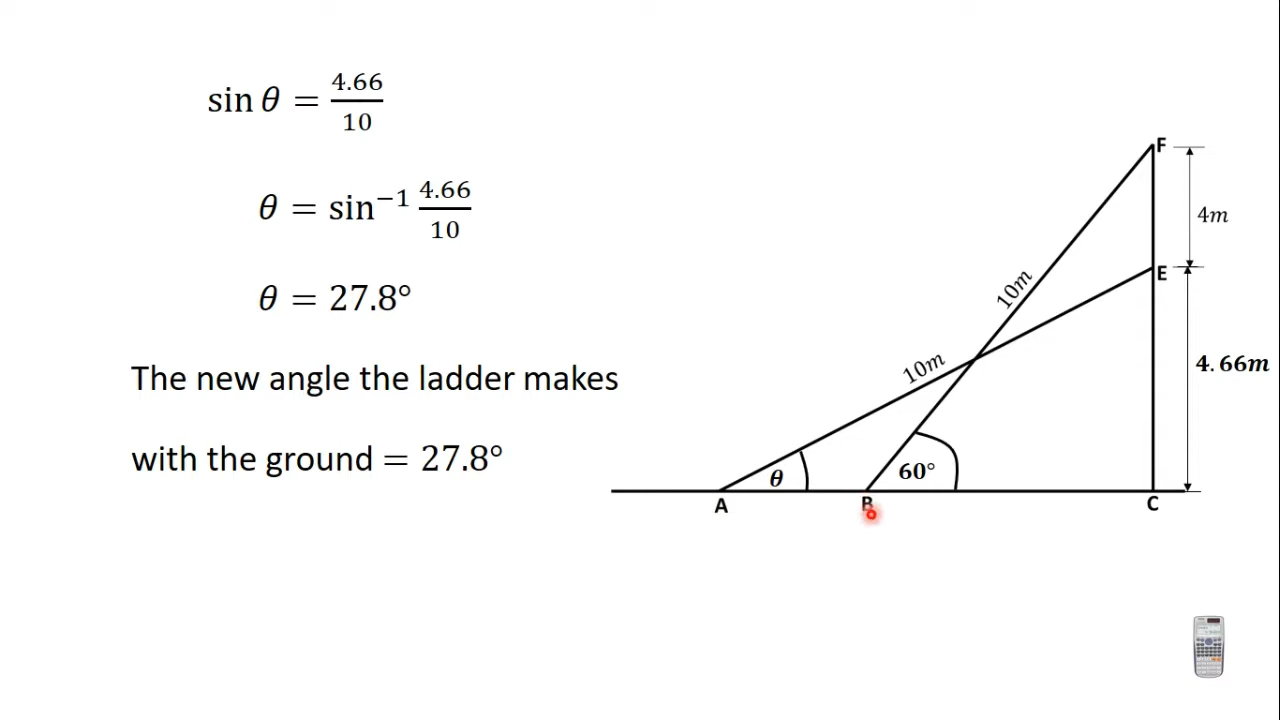 sin θ = 4.66/10
θ = sin⁻¹ 4.66/10
θ = 27.8°
The new angle the ladder makes
with the ground = 27.8°
F
4m
E
10m
10m
4.66m
θ
60°
A
B
C